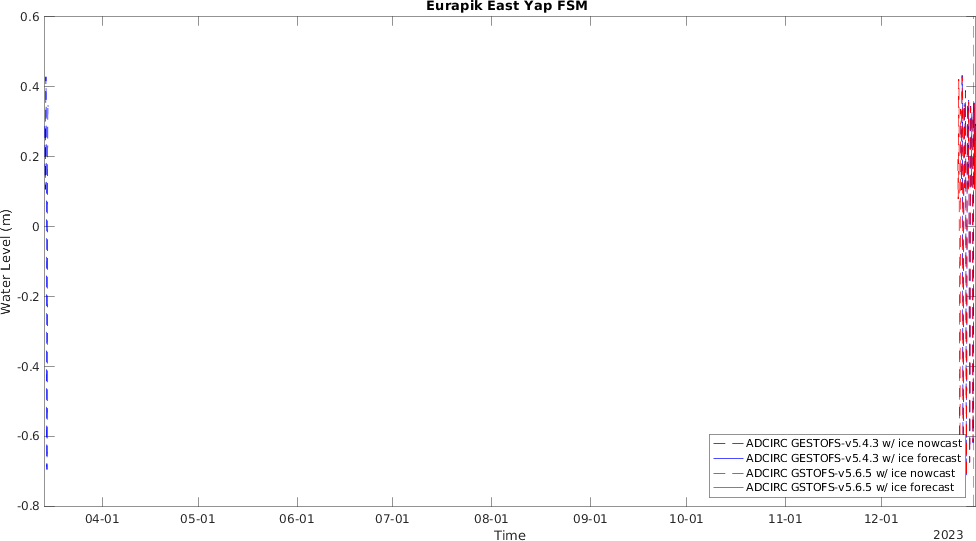 Eurapik East Yap FSM
0.6
0.4
0.2
0
-0.2
-0.4
-0.6
-0.8
Water Level (m)
04-01 05-01 06-01 07-01 08-01 09-01 10-01 11-01 12-01
Time
2023
ADCIRC GESTOFS-v5.4.3 w/ ice nowcast
ADCIRC GESTOFS-v5.4.3 w/ ice forecast
ADCIRC GSTOFS-v5.6.5 w/ ice nowcast
ADCIRC GSTOFS-v5.6.5 w/ ice forecast